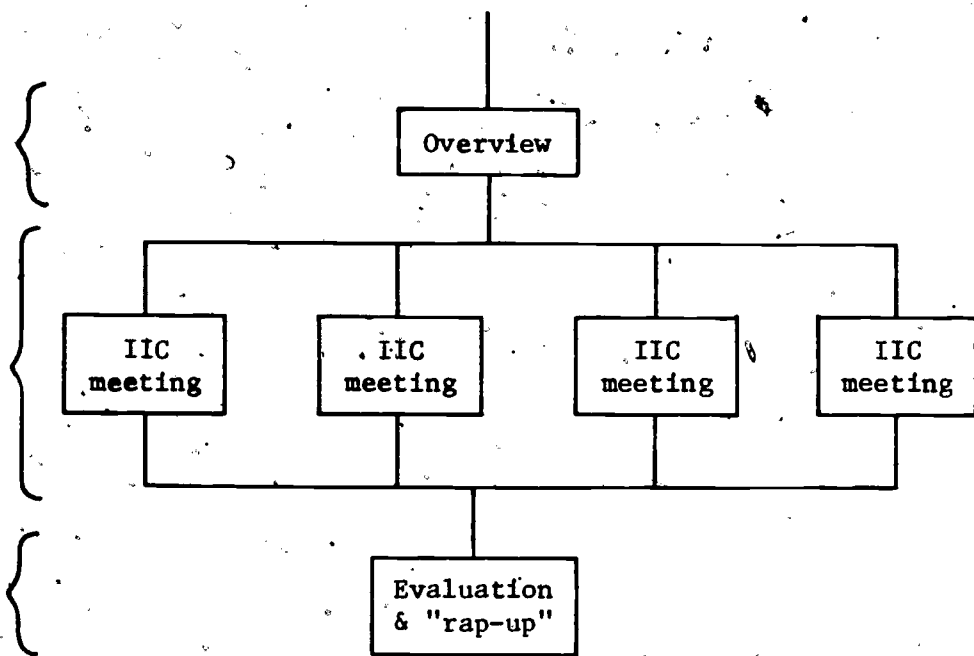 Overview
IIC
meeting
IIC
meeting
IIC
meeting
IIC
meeting
Evaluation
& "rap-up"